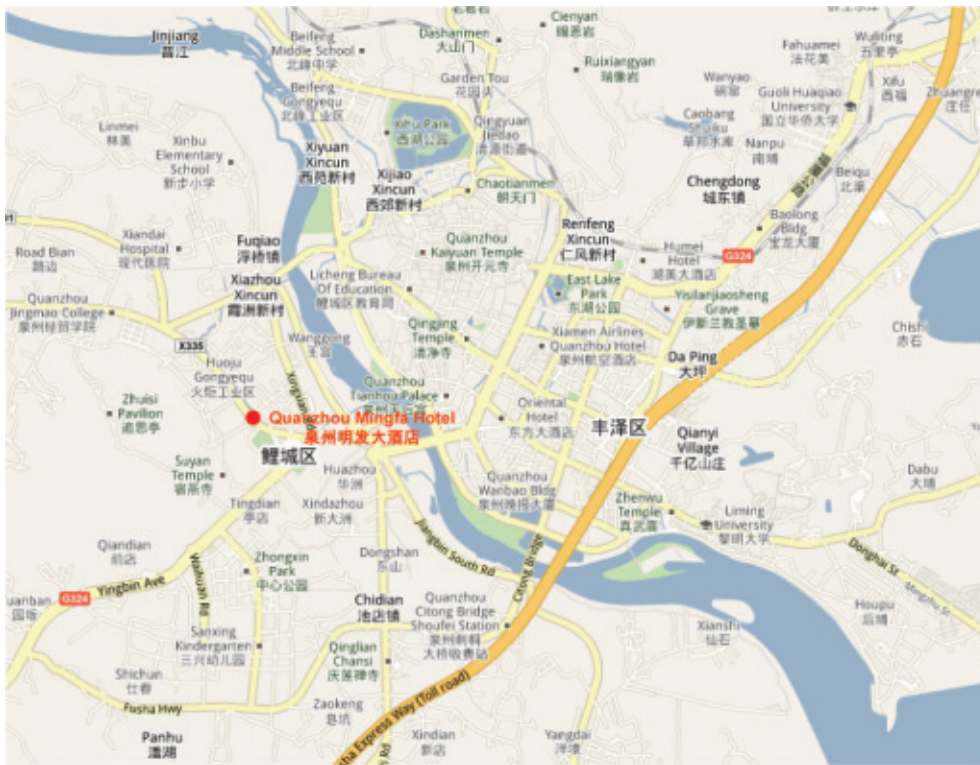 Jinjiang
晋江
Beifeng
Middle School
北峰中学
Dashanmen
大山门
Cienyan
赐恩岩
Ruixiangyan
瑞像岩
Wuliting
五里亭
Fahuamei
法花美
Xifu
西福
Wanyao
碗窑
Guoli Huaqiao
University
国立华侨大学
庄任
Garden Tou
花园头
Beifeng
Gongyequ
北峰工业区
Xihu Park
西湖公园
Qingyuan
Jiedao
清源街道
Caobang
Shuiku
草邦水库
Nanpu
南埔
Linmei
林美
Xinbu
Elementary
School
新步小学
Xiyuan
Xincun
西苑新村
Xijiao
Xincun
西郊新村
Chaotianmen
朝天门
Chengdong
城东镇
Beiqu
北渠
Baolong
Bldg
宝龙大厦
Renfeng
Xincun
仁风新村
Humei
Hotel
湖美大酒店
G324
Xiandai
Hospital
现代医院
Road Bian
路边
Fuqiao
浮桥镇
Quanzhou
Kaiyuan Temple
泉州开元寺
Licheng Bureau
Of Education
鲤城区教育局
East Lake
Park
东湖公园
Yisilanjiaosheng
Grave
伊斯兰教圣墓
Xiazhou
Xincun
霞洲新村
Quanzhou
Jingmao College
泉州经贸学院
Chishi
赤石
X335
Wanggong
王宫
Qingjing
Temple
清净寺
Xiamen Airlines
Quanzhou Hotel
泉州航空酒店
Da Ping
大坪
Huoju
Gongyequ
火炬工业区
Quanzhou
Tianhou Palace
Zhuisi
Pavilion
追思亭
Quanzhou Mingfa Hotel
泉州明发大酒店
Oriental
Hotel
东方大酒店
丰泽区
Qianyi
Village
千亿山庄
鲤城区
Suyan
Temple
宿燕寺
Huazhou
华洲
Quanzhou
Wanbao Bldg
泉州晚报大厦
Dabu
大埔
Tingdian
亭店
Xindazhou
新大洲
Zhenwu
Temple
真武庙
Liming
University
黎明大学
Qiandian
前店
Jiangbin South Rd
Dongshan
东山
Zhongxin
Park
中心公园
Citong Bridge
Donghai St
Yingbin Ave
G324
Waihuan Rd
Chidian
池店镇
Quanzhou
Citong Bridge
Shoufei Station
泉州刺桐
大桥收费站
Xianshi
仙石
Houpu
后埔
Sanxing
Kindergarten
三兴幼儿园
Qinglian
Chansi
庆莲禅寺
Shichun
仕春
Fusha Hwy
Zaokeng
皂坑
Panhu
潘湖
Xindian
新店
Yangdai
sha Express Way (Toll road)